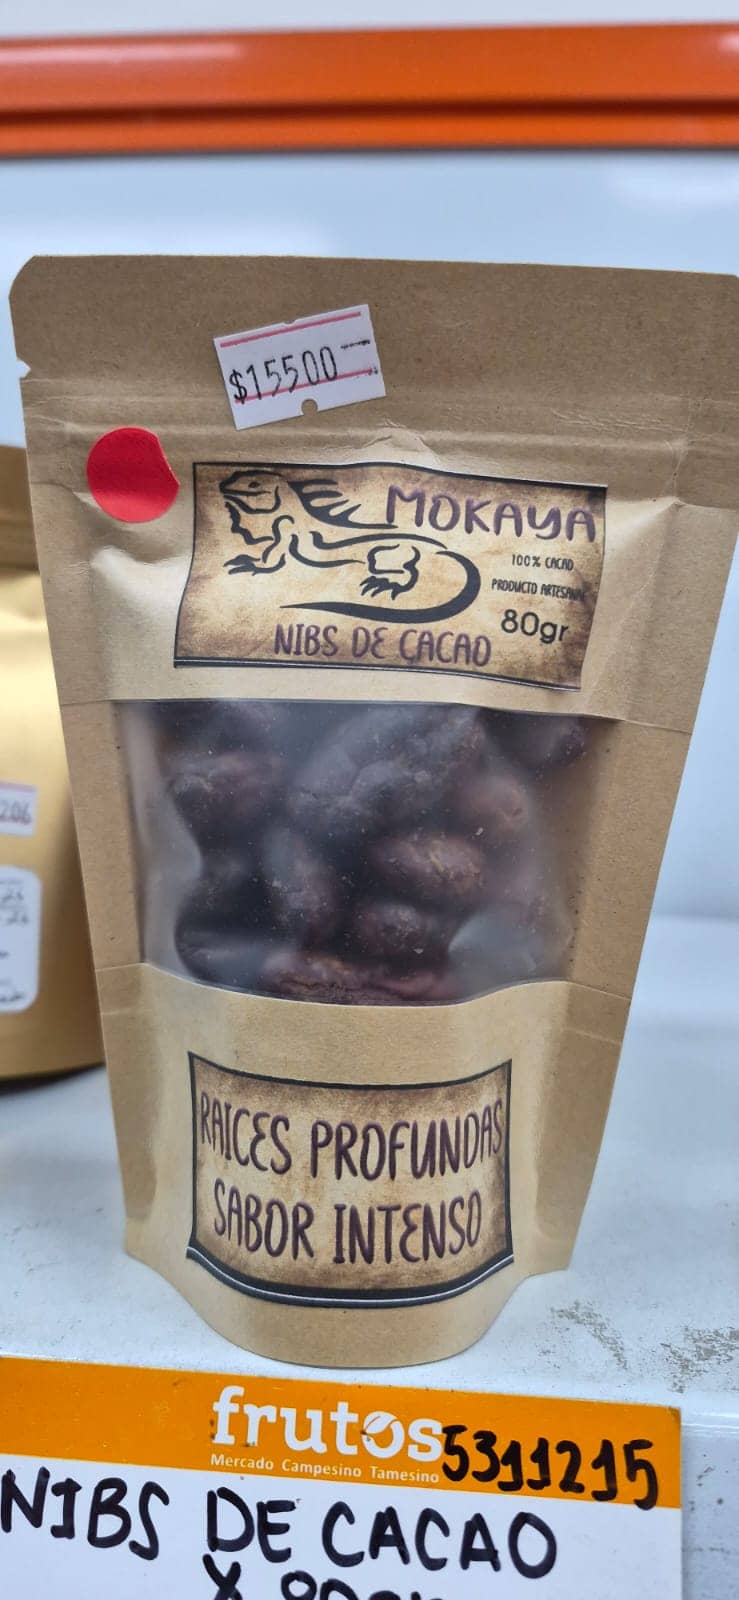 $15500
MOKAYA
100% CACAO
PRODUCTO ARTESANAL
80gr
NIBS DE CACAO
RAICES PROFUNDAS
SABOR INTENSO
frutos
Mercado Campesino Tamesino
5311215
NIBS DE CACAO
X